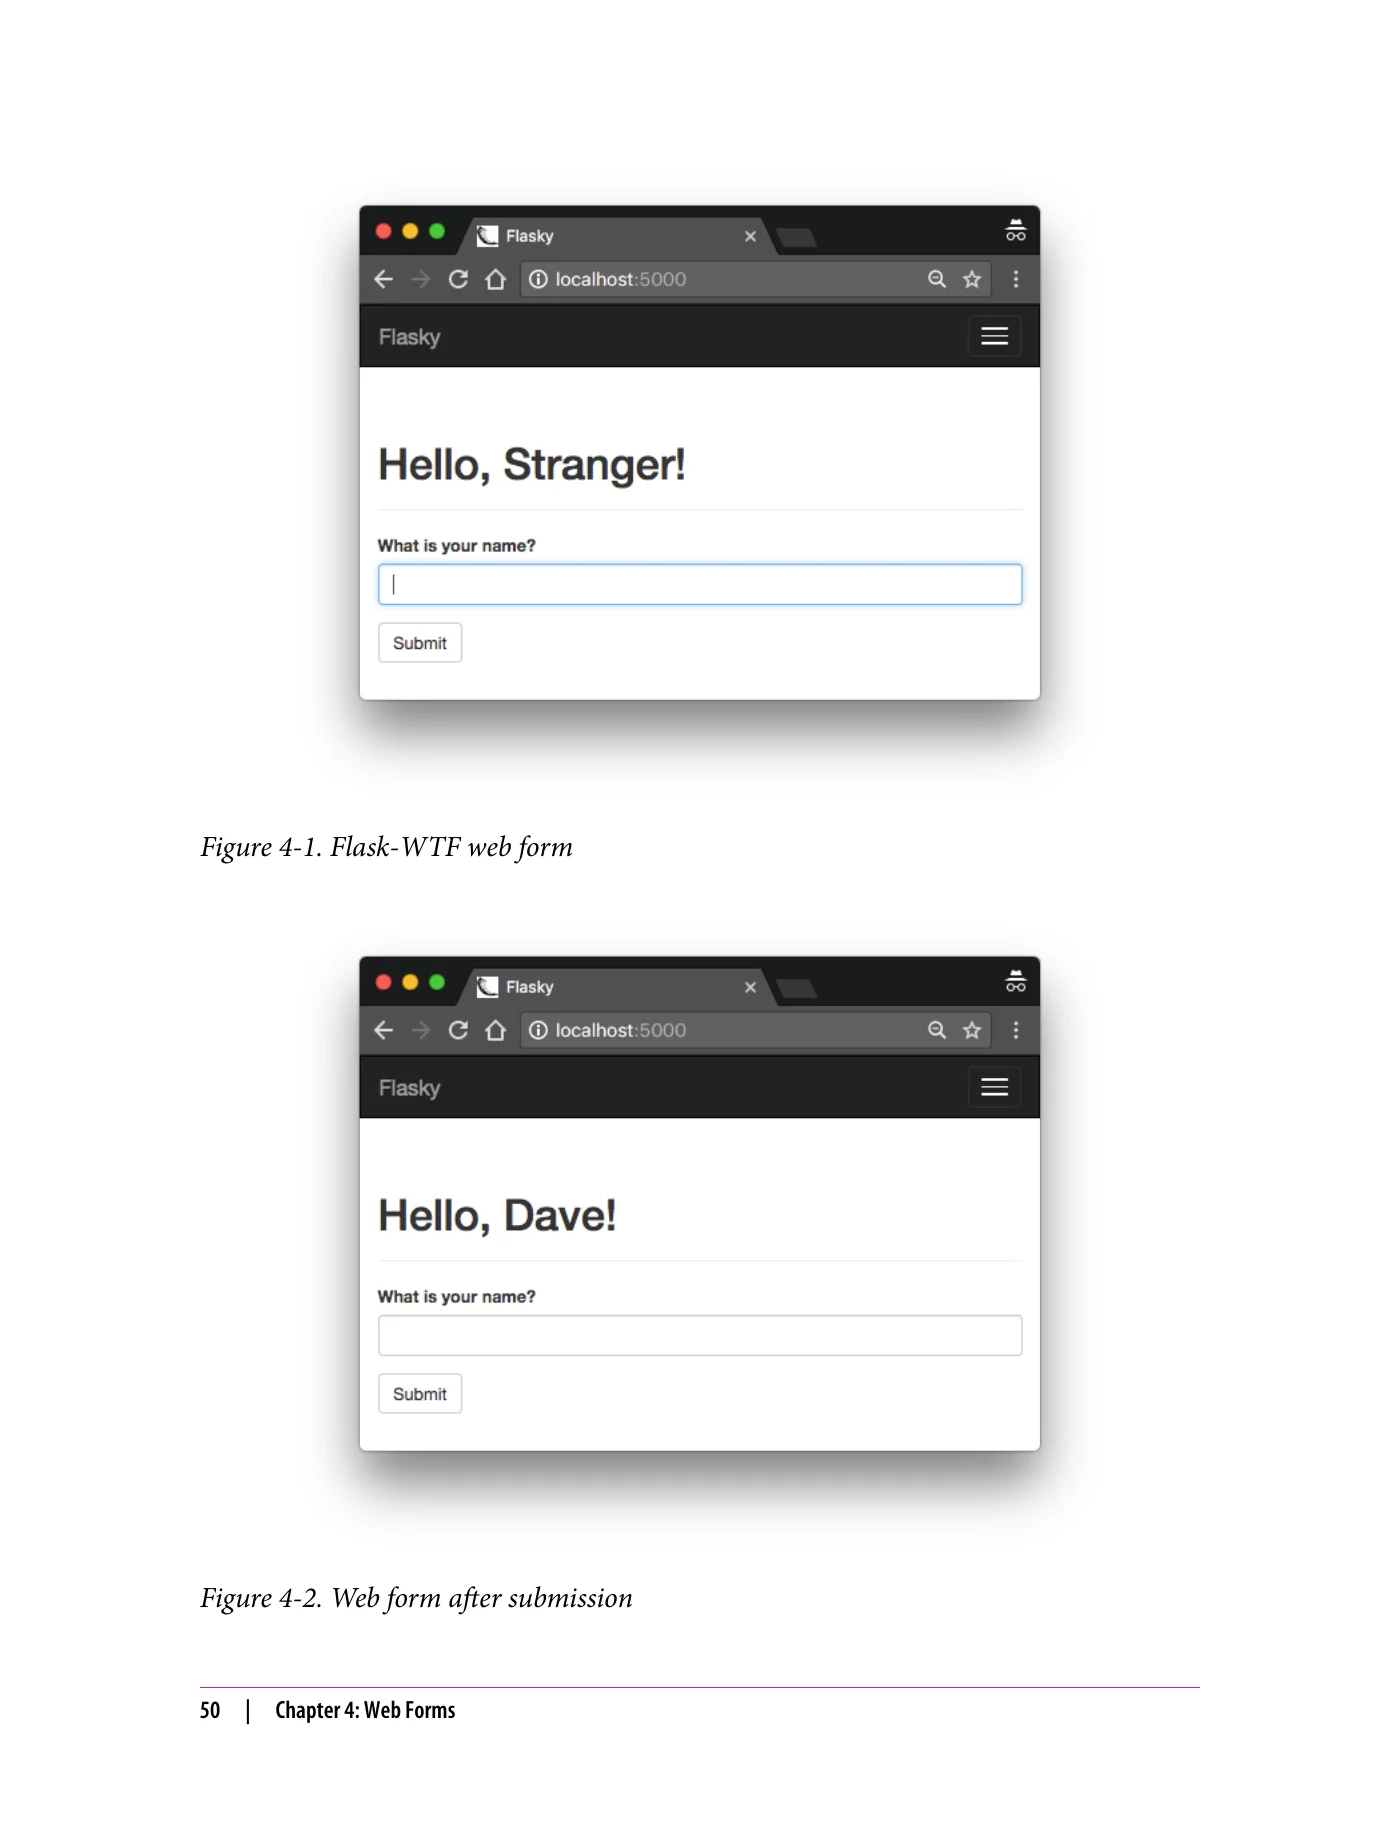 Flasky
localhost:5000
Flasky
Hello, Stranger!
What is your name?
Submit
Figure 4-1. Flask-WTF web form
Flasky
localhost:5000
Flasky
Hello, Dave!
What is your name?
Submit
Figure 4-2. Web form after submission
50 | Chapter 4: Web Forms